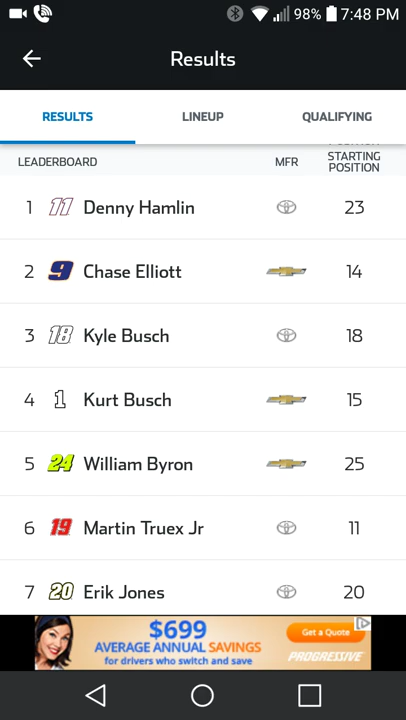 98% 7:48 PM
Results
RESULTS LINEUP QUALIFYING
LEADERBOARD MFR STARTING POSITION
1 11 Denny Hamlin 23
2 9 Chase Elliott 14
3 18 Kyle Busch 18
4 1 Kurt Busch 15
5 24 William Byron 25
6 19 Martin Truex Jr 11
7 20 Erik Jones 20
$699
AVERAGE ANNUAL SAVINGS
for drivers who switch and save
Get a Quote
PROGRESSIVE